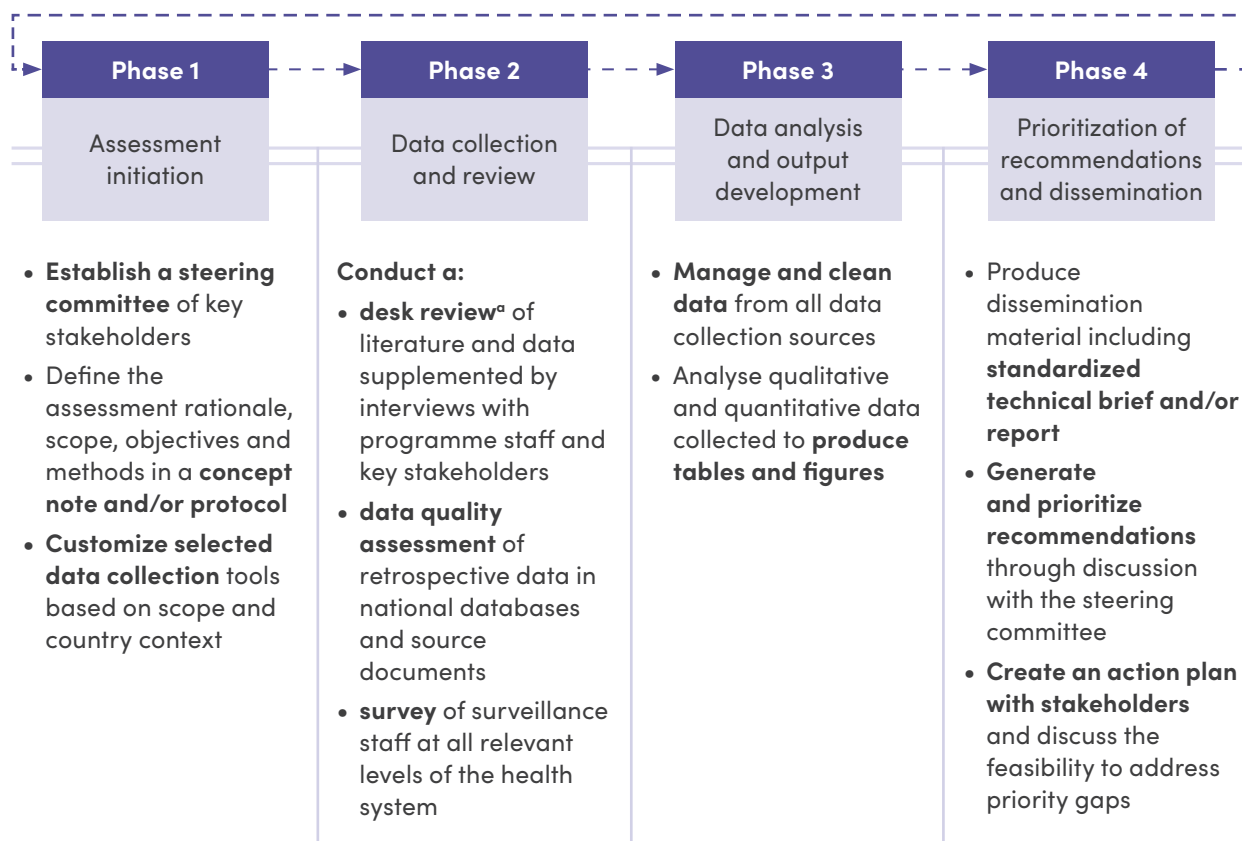 Phase 1
Assessment
initiation
• Establish a steering
committee of key
stakeholders
• Define the
assessment rationale,
scope, objectives and
methods in a concept
note and/or protocol
• Customize selected
data collection tools
based on scope and
country context
Phase 2
Data collection
and review
Conduct a:
• desk reviewᵃ of
literature and data
supplemented by
interviews with
programme staff and
key stakeholders
• data quality
assessment of
retrospective data in
national databases
and source
documents
• survey of surveillance
staff at all relevant
levels of the health
system
Phase 3
Data analysis
and output
development
• Manage and clean
data from all data
collection sources
• Analyse qualitative
and quantitative data
collected to produce
tables and figures
Phase 4
Prioritization of
recommendations
and dissemination
• Produce
dissemination
material including
standardized
technical brief and/or
report
• Generate
and prioritize
recommendations
through discussion
with the steering
committee
• Create an action plan
with stakeholders
and discuss the
feasibility to address
priority gaps